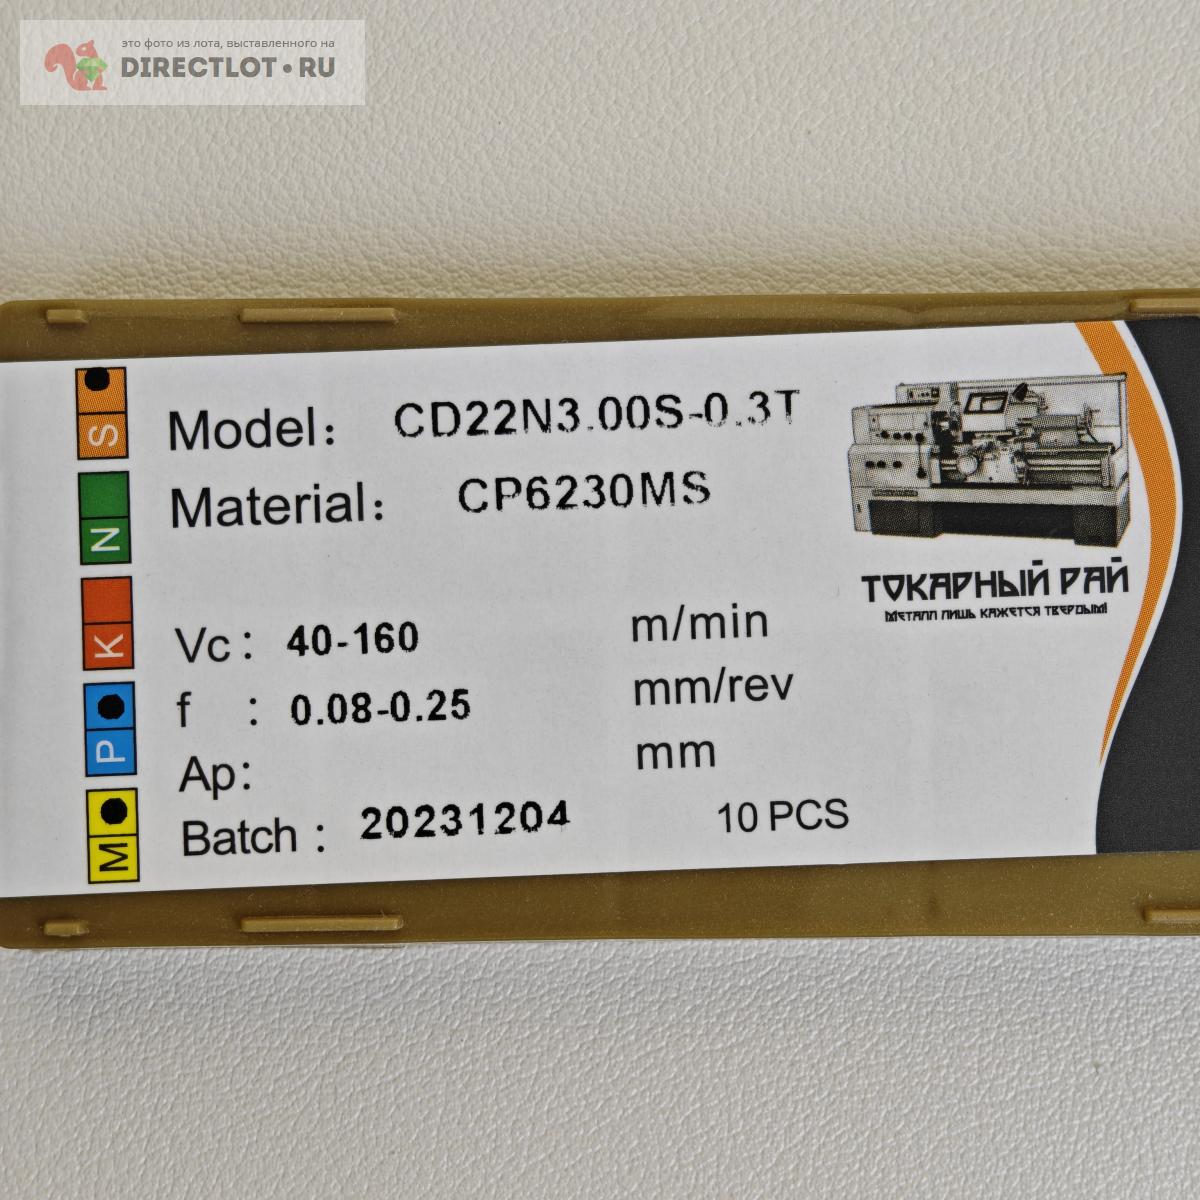 это фото из лота, выставленного на
DIRECTLOT.RU
S
N
K
P
M
Model: CD22N3.00S-0.3T
Material: CP6230MS
Vc: 40-160 m/min
f : 0.08-0.25 mm/rev
Ap: mm
Batch : 20231204 10 PCS
ТОКАРНЫЙ РАЙ
МЕТАЛЛ ЛИШЬ КАЖЕТСЯ ТВЕРДЫМ!